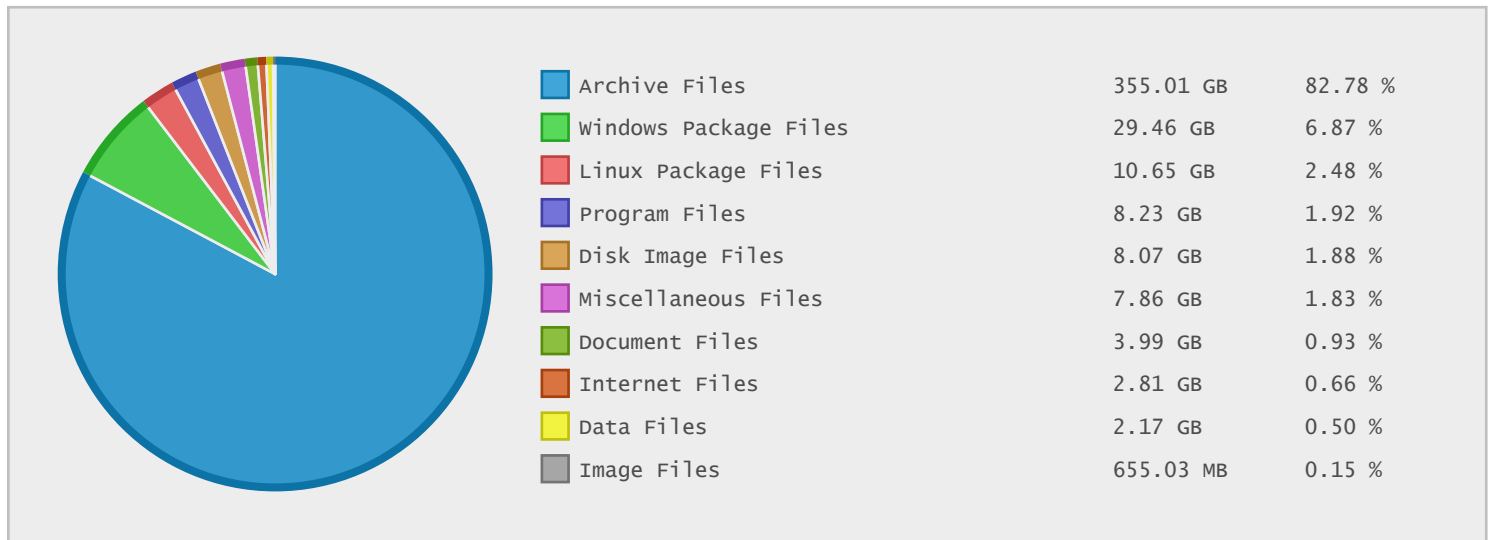 Archive Files 355.01 GB 82.78 %
Windows Package Files 29.46 GB 6.87 %
Linux Package Files 10.65 GB 2.48 %
Program Files 8.23 GB 1.92 %
Disk Image Files 8.07 GB 1.88 %
Miscellaneous Files 7.86 GB 1.83 %
Document Files 3.99 GB 0.93 %
Internet Files 2.81 GB 0.66 %
Data Files 2.17 GB 0.50 %
Image Files 655.03 MB 0.15 %